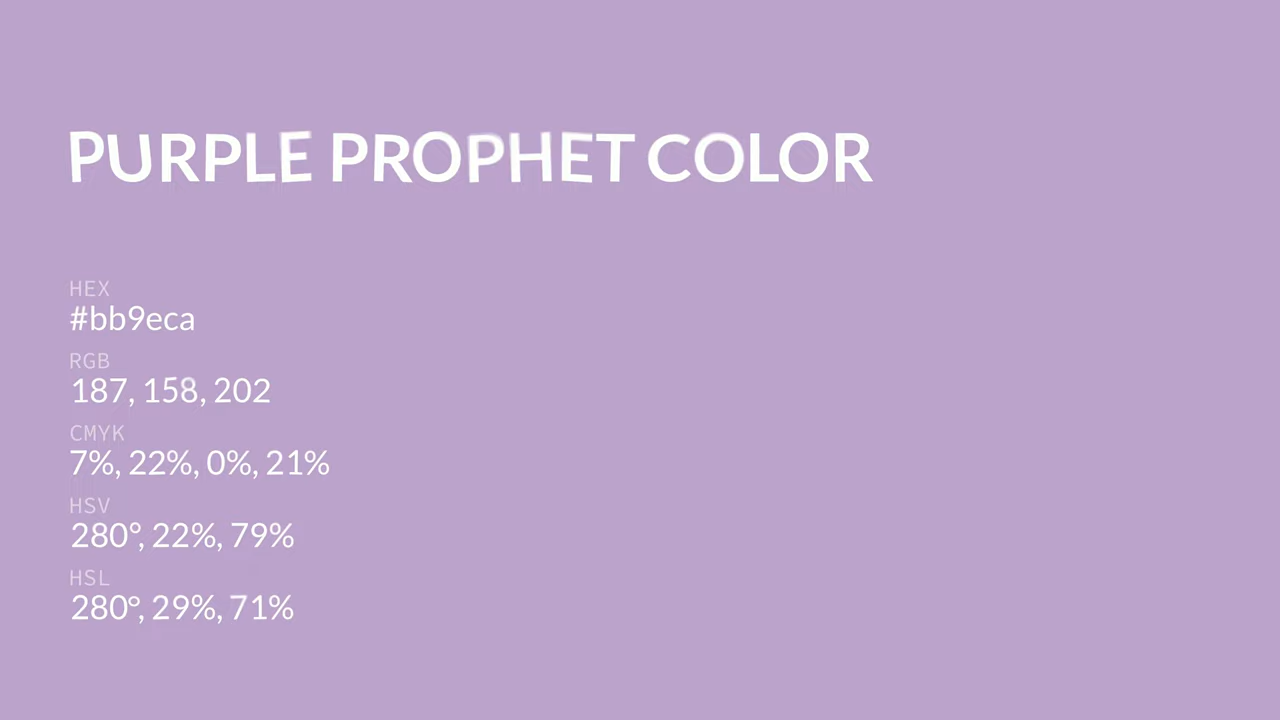 PURPLE PROPHET COLOR
HEX
#bb9eca
RGB
187, 158, 202
CMYK
7%, 22%, 0%, 21%
HSV
280°, 22%, 79%
HSL
280°, 29%, 71%